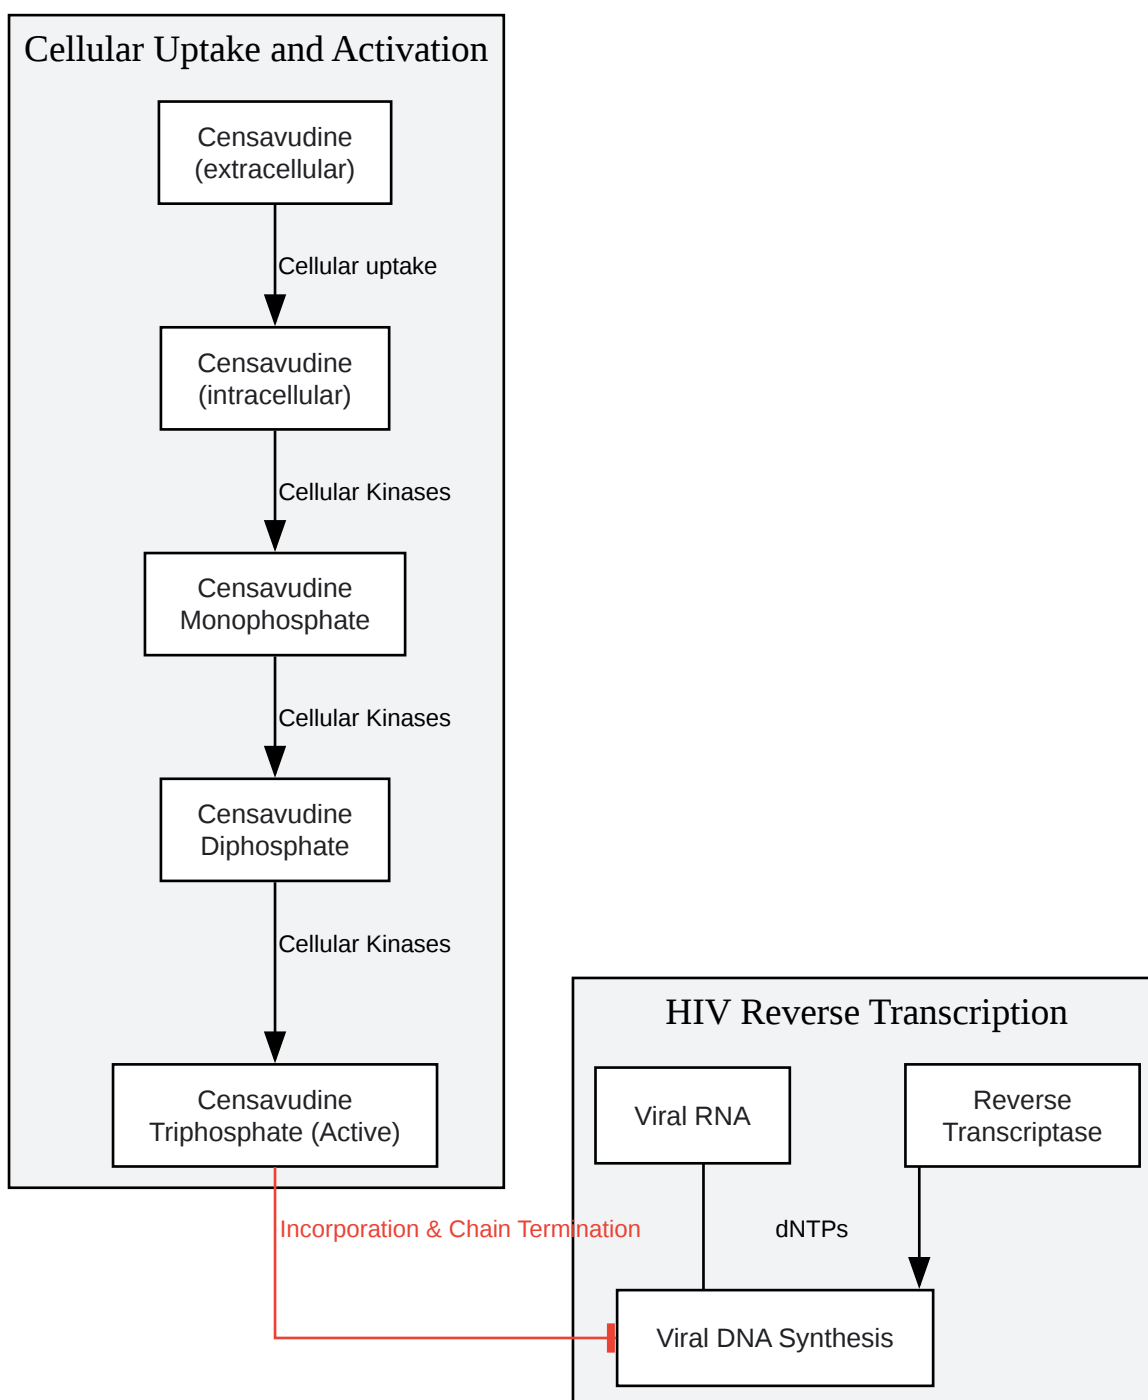 Cellular Uptake and Activation
Censavudine
(extracellular)
Cellular uptake
Censavudine
(intracellular)
Cellular Kinases
Censavudine
Monophosphate
Cellular Kinases
Censavudine
Diphosphate
Cellular Kinases
Censavudine
Triphosphate (Active)
Incorporation & Chain Termination
HIV Reverse Transcription
Viral RNA
Reverse
Transcriptase
dNTPs
Viral DNA Synthesis